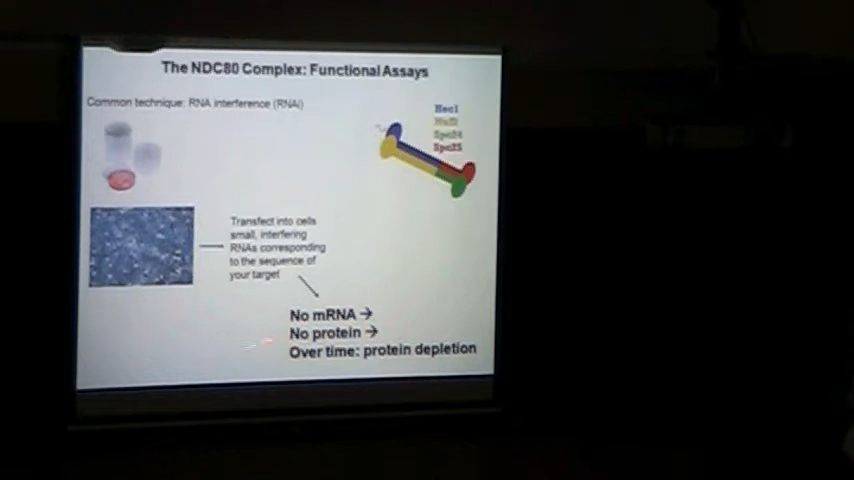 The NDC80 Complex: Functional Assays
Common technique: RNA interference (RNAi)
Hec1
Nuf2
Spc24
Spc25
Transfect into cells
small, interfering
RNAs corresponding
to the sequence of
your target
No mRNA →
No protein →
Over time: protein depletion